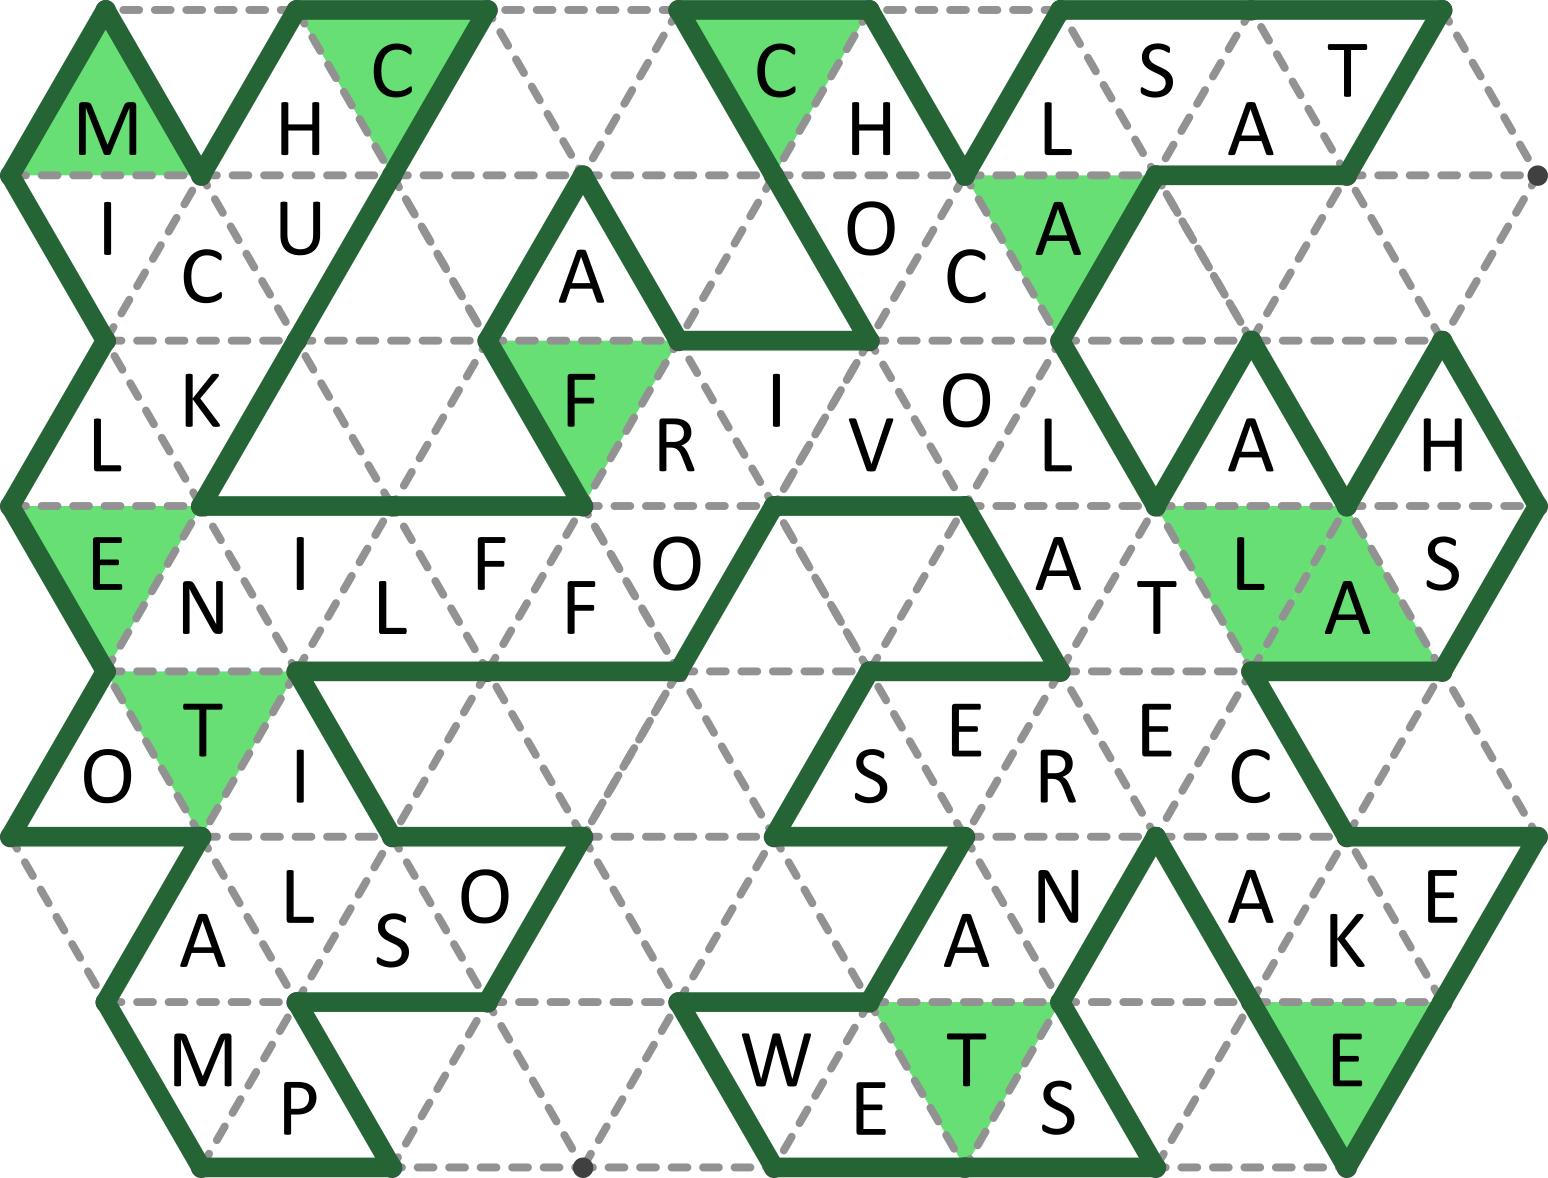 M H C C H L S A T
I C U A O C A
L K F R I V O L A H
E N I L F F O A T L A S
O T I S E R E C
A L S O A N A K E
M P W E T S E